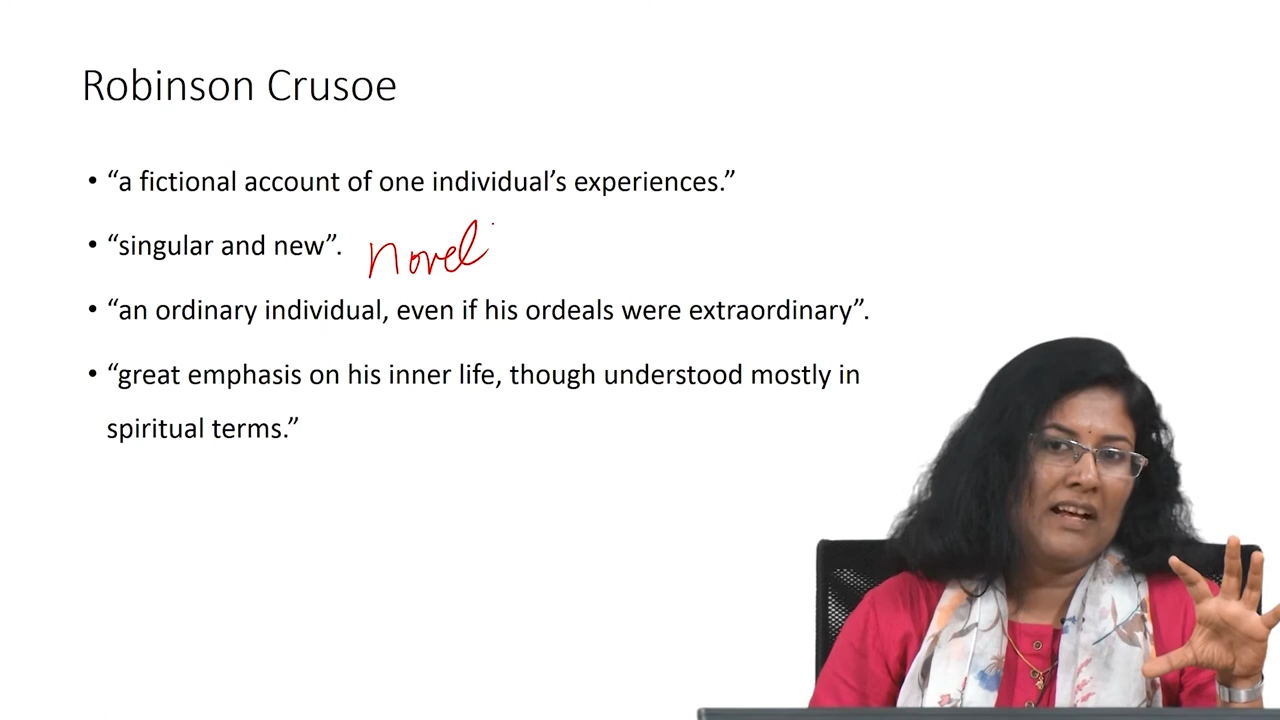 Robinson Crusoe
• “a fictional account of one individual’s experiences.”
• “singular and new”. novel
• “an ordinary individual, even if his ordeals were extraordinary”.
• “great emphasis on his inner life, though understood mostly in
spiritual terms.”